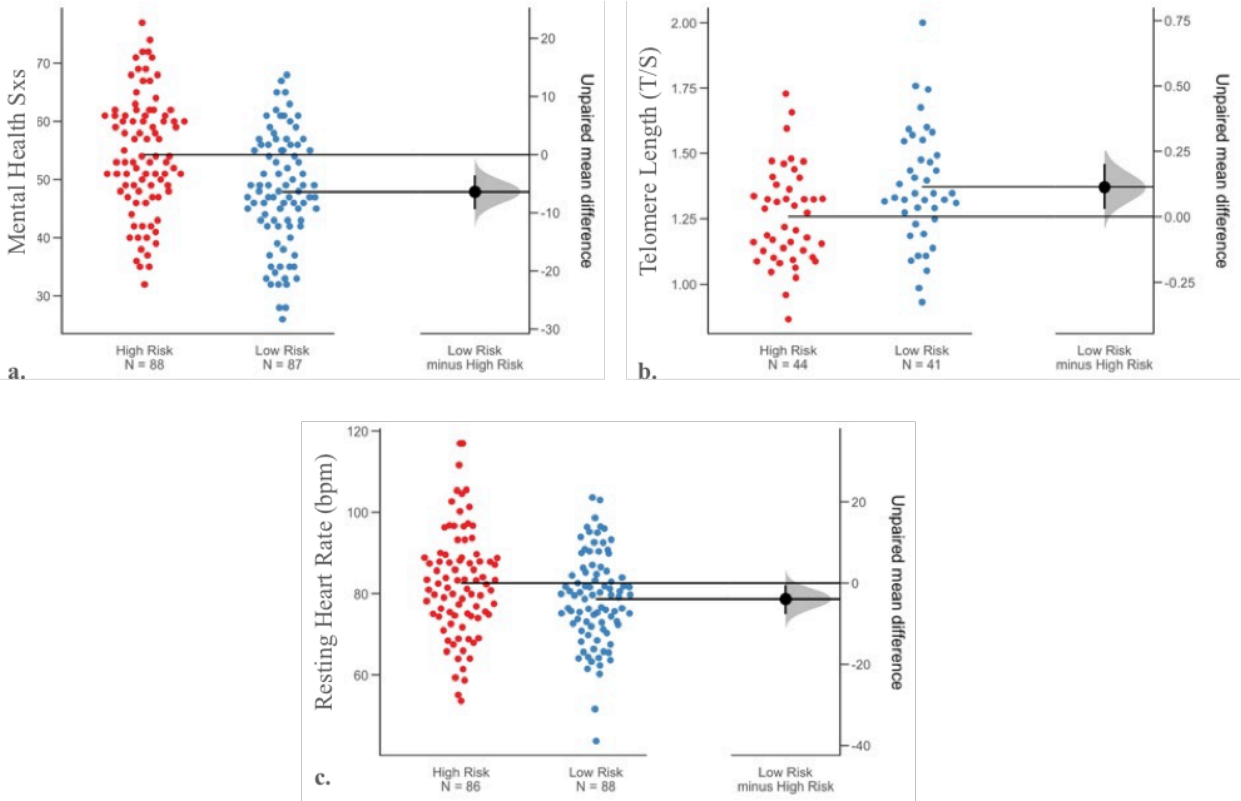 Mental Health Sxs
70
60
50
40
30
20
10
0
-10
-20
-30
Unpaired mean difference
High Risk
N = 88
Low Risk
N = 87
Low Risk
minus High Risk
a.
Telomere Length (T/S)
2.00
1.75
1.50
1.25
1.00
0.75
0.50
0.25
0.00
-0.25
Unpaired mean difference
High Risk
N = 44
Low Risk
N = 41
Low Risk
minus High Risk
b.
Resting Heart Rate (bpm)
120
100
80
60
20
0
-20
-40
Unpaired mean difference
High Risk
N = 86
Low Risk
N = 88
Low Risk
minus High Risk
c.